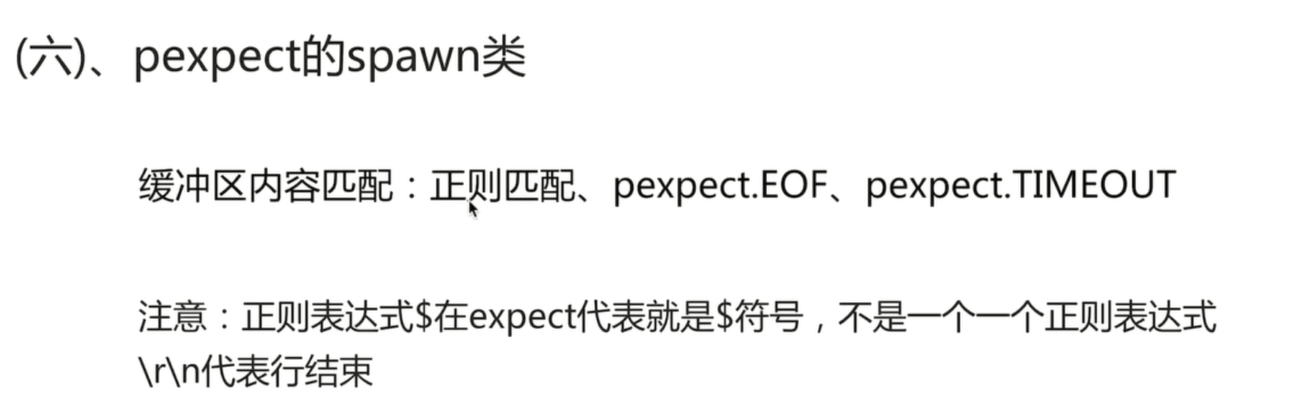 (六)、pexpect的spawn类
缓冲区内容匹配：正则匹配、pexpect.EOF、pexpect.TIMEOUT
注意：正则表达式$在expect代表就是$符号，不是一个一个正则表达式
\r\n代表行结束